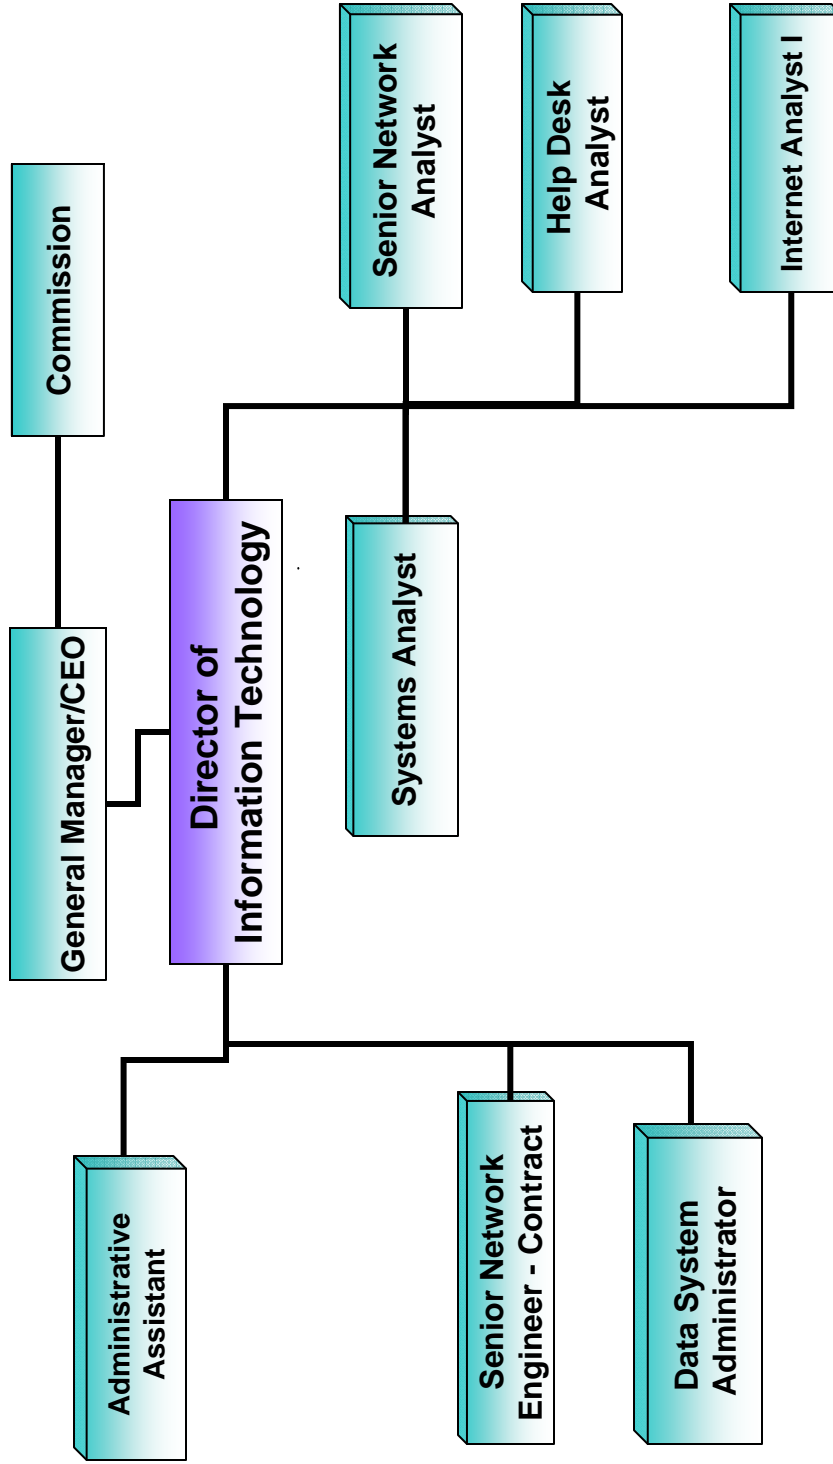 General Manager/CEO
Commission
Director of
Information Technology
Administrative
Assistant
Systems Analyst
Senior Network
Analyst
Senior Network
Engineer - Contract
Help Desk
Analyst
Data System
Administrator
Internet Analyst I